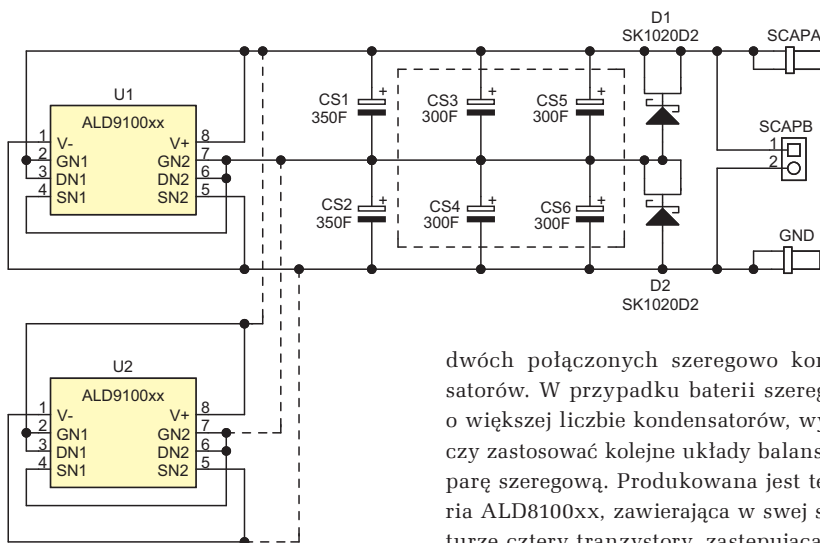 D1
SK1020D2
SCAPA
U1
ALD9100xx
1 V- V+ 8
2 GN1 GN2 7
3 DN1 DN2 6
4 SN1 SN2 5
CS1
350F
+
CS3
300F
+
CS5
300F
+
SCAPB
1
2
CS2
350F
+
CS4
300F
+
CS6
300F
+
GND
D2
SK1020D2
U2
ALD9100xx
1 V- V+ 8
2 GN1 GN2 7
3 DN1 DN2 6
4 SN1 SN2 5
dwóch połączonych szeregowo kon
satorów. W przypadku baterii szereg
o większej liczbie kondensatorów, wy
czy zastosować kolejne układy balans
parę szeregową. Produkowana jest te
ria ALD8100xx, zawierająca w swej s
turze cztery tranzystory, zastępująca